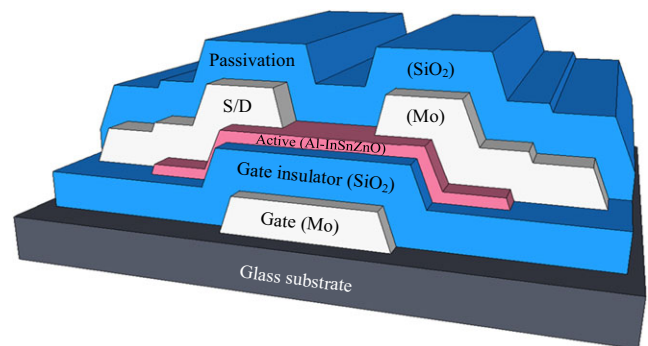 Passivation
(SiO₂)
S/D
(Mo)
Active (Al-InSnZnO)
Gate insulator (SiO₂)
Gate (Mo)
Glass substrate